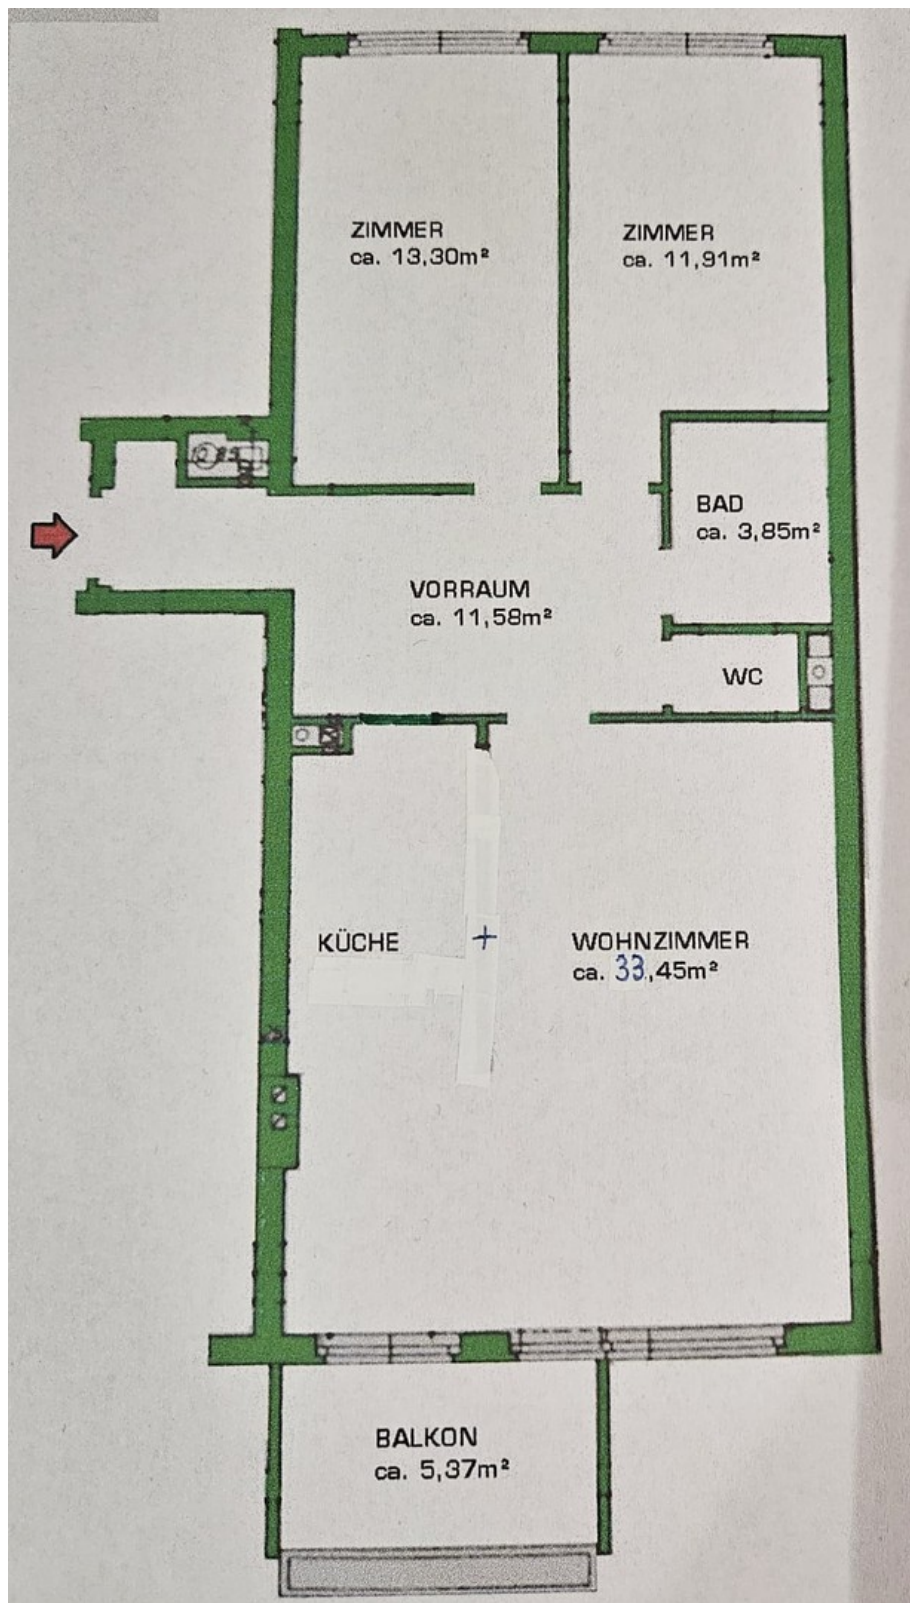 ZIMMER
ca. 13,30m²
ZIMMER
ca. 11,91m²
BAD
ca. 3,85m²
VORRAUM
ca. 11,58m²
WC
KÜCHE
+
WOHNZIMMER
ca. 33,45m²
BALKON
ca. 5,37m²